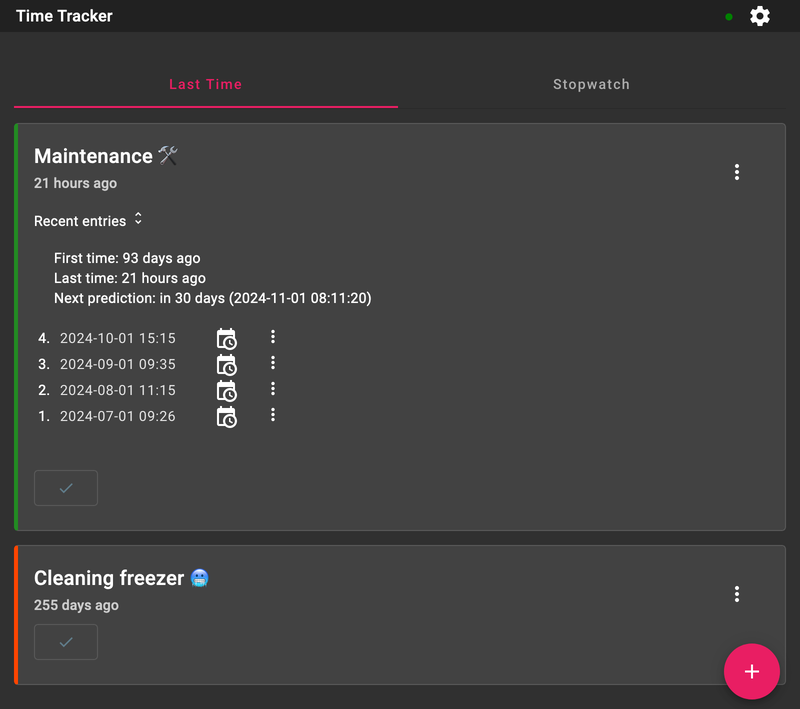 Time Tracker
Last Time
Stopwatch
Maintenance 🛠️
21 hours ago
Recent entries
First time: 93 days ago
Last time: 21 hours ago
Next prediction: in 30 days (2024-11-01 08:11:20)
4. 2024-10-01 15:15
3. 2024-09-01 09:35
2. 2024-08-01 11:15
1. 2024-07-01 09:26
Cleaning freezer 🥶
255 days ago